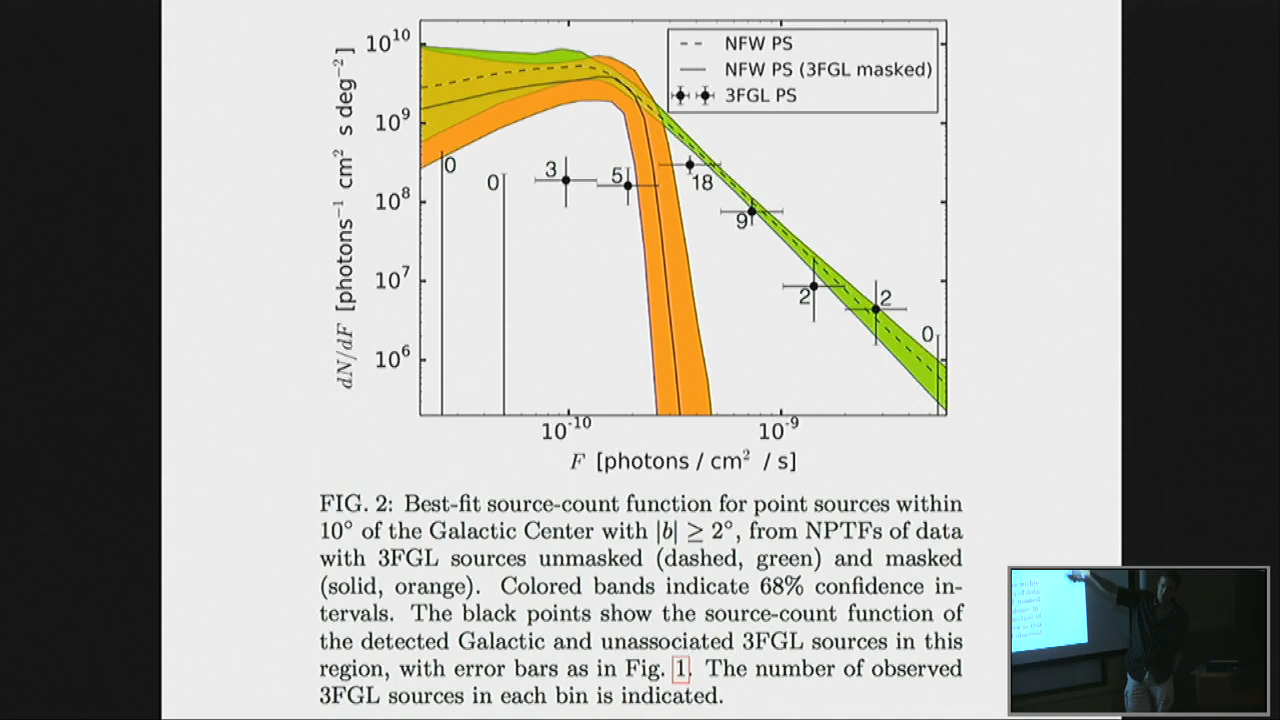 10^10
10^9
10^8
10^7
10^6
dN/dF [photons^-1 cm^2 s deg^-2]
NFW PS
NFW PS (3FGL masked)
3FGL PS
0
0
3
5
18
9
2
2
0
10^-10
10^-9
F [photons / cm^2 / s]
FIG. 2: Best-fit source-count function for point sources within
10° of the Galactic Center with |b| ≥ 2°, from NPTFs of data
with 3FGL sources unmasked (dashed, green) and masked
(solid, orange). Colored bands indicate 68% confidence in-
tervals. The black points show the source-count function of
the detected Galactic and unassociated 3FGL sources in this
region, with error bars as in Fig. 1. The number of observed
3FGL sources in each bin is indicated.